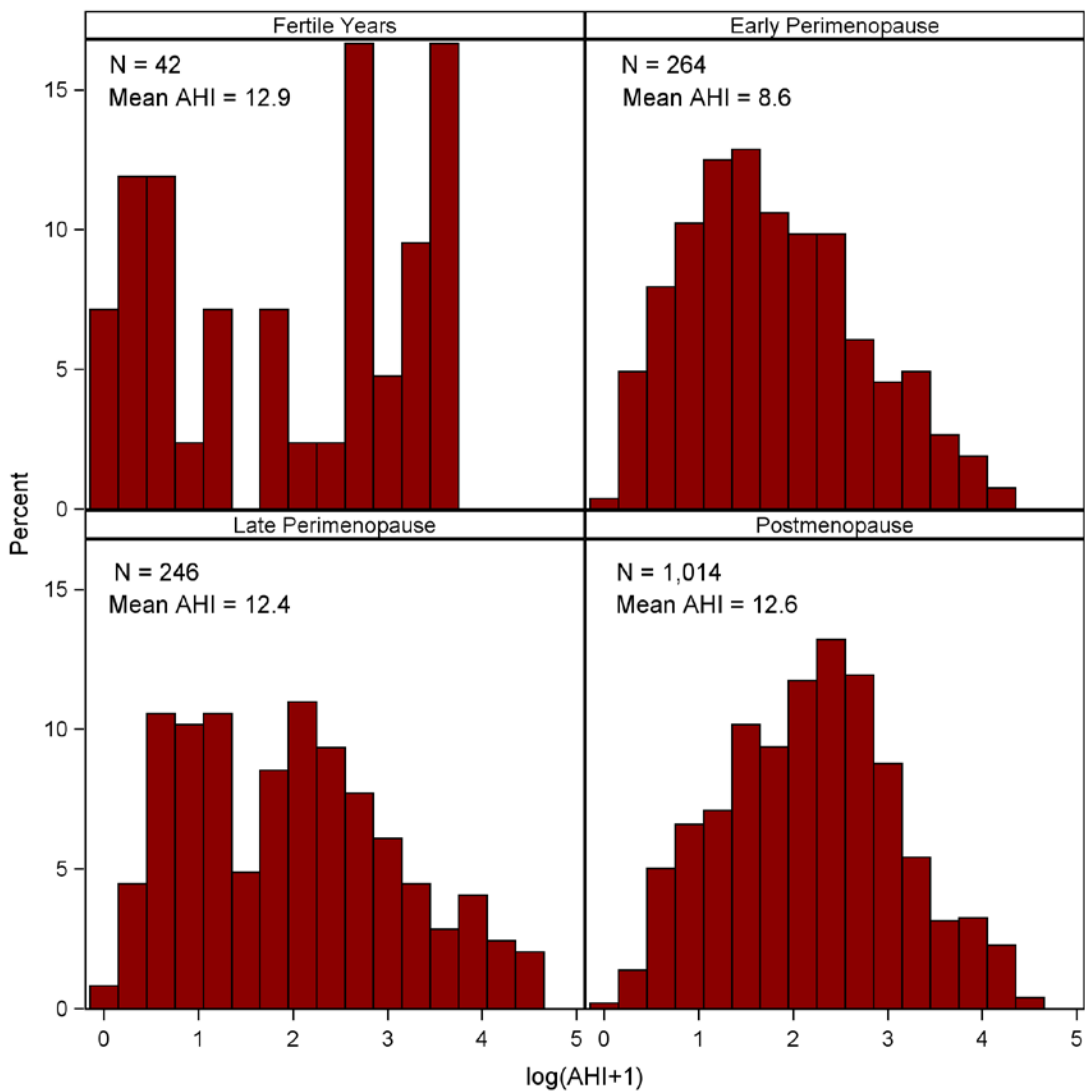 Fertile Years
N = 42
Mean AHI = 12.9
Early Perimenopause
N = 264
Mean AHI = 8.6
15
10
5
0
Late Perimenopause
N = 246
Mean AHI = 12.4
Postmenopause
N = 1,014
Mean AHI = 12.6
15
10
5
0
Percent
0 1 2 3 4 5
0 1 2 3 4 5
log(AHI+1)